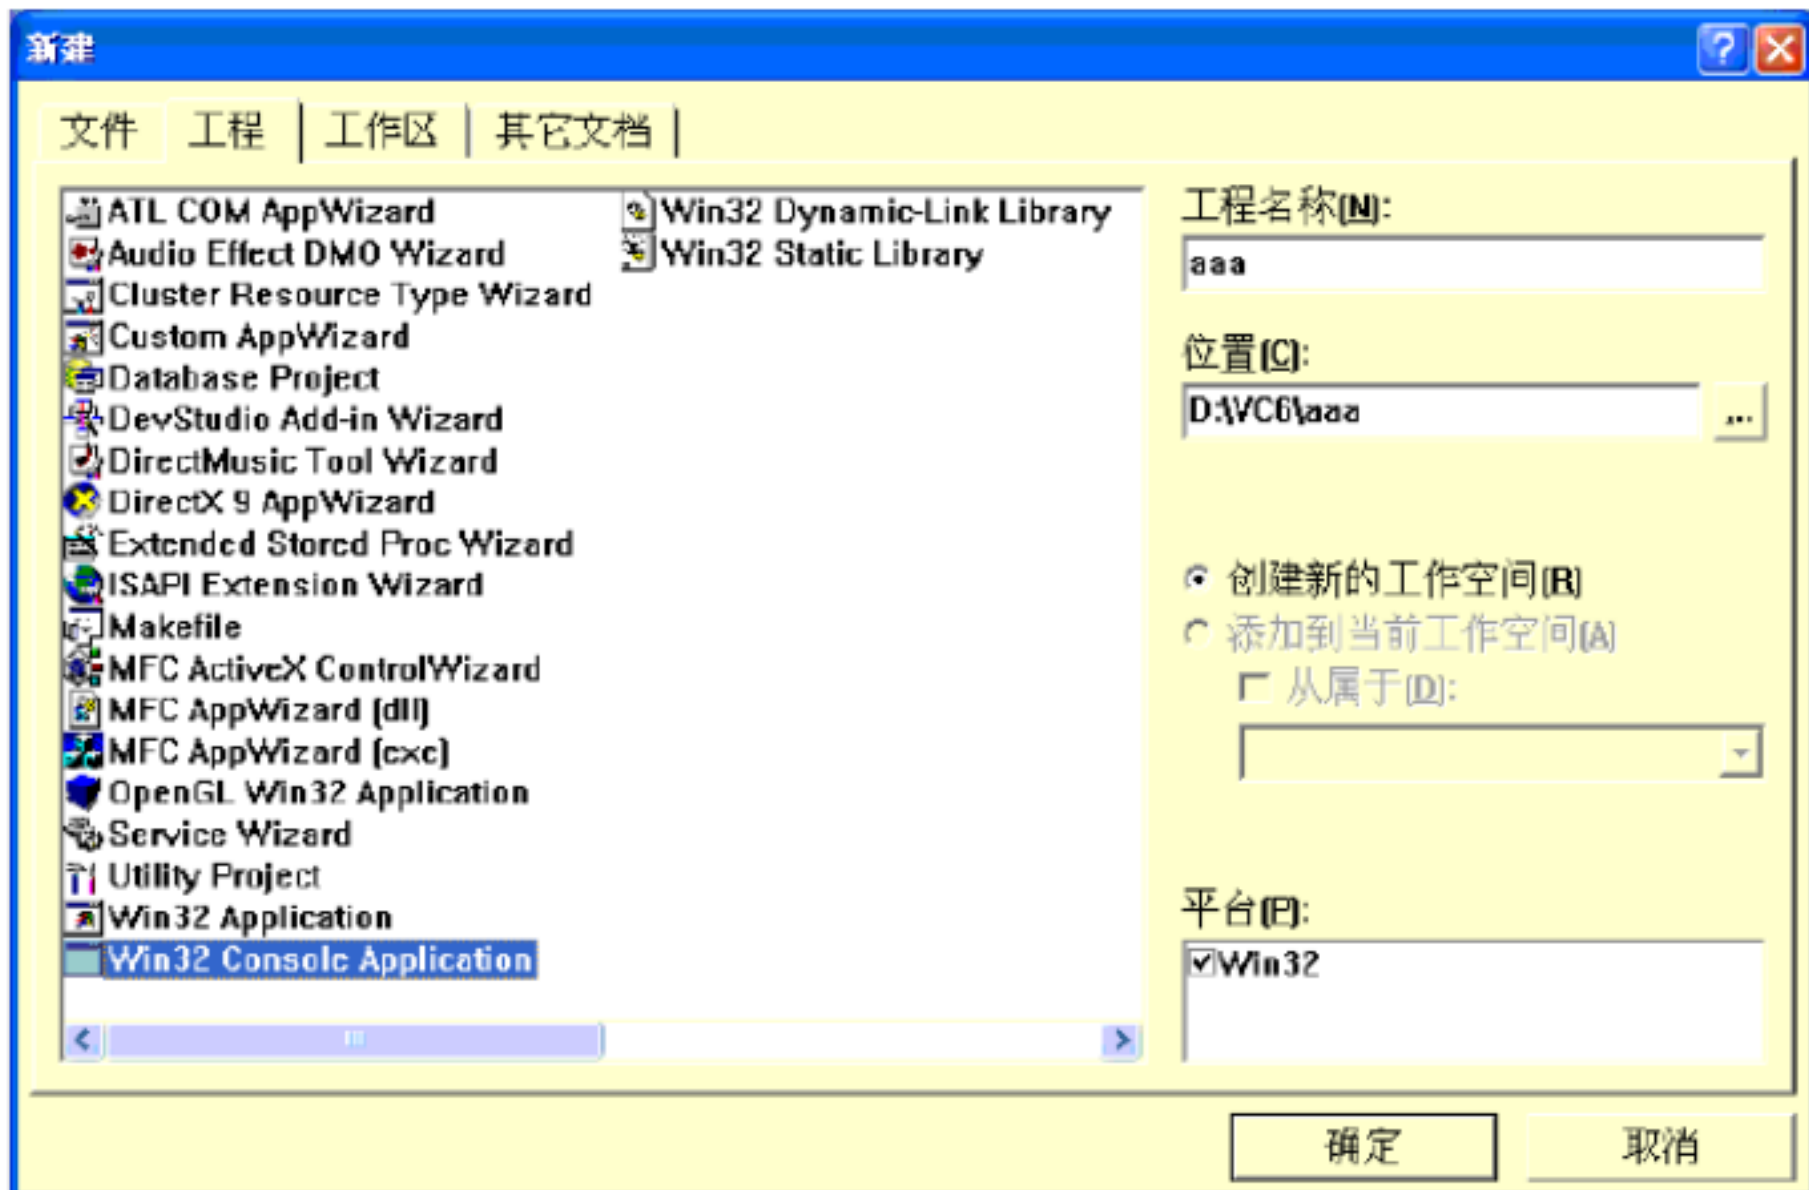 新建
文件 工程 工作区 其它文档
ATL COM AppWizard
Audio Effect DMO Wizard
Cluster Resource Type Wizard
Custom AppWizard
Database Project
DevStudio Add-in Wizard
DirectMusic Tool Wizard
DirectX 9 AppWizard
Extended Stored Proc Wizard
ISAPI Extension Wizard
Makefile
MFC ActiveX ControlWizard
MFC AppWizard (dll)
MFC AppWizard (exe)
OpenGL Win32 Application
Service Wizard
Utility Project
Win32 Application
Win32 Console Application
Win32 Dynamic-Link Library
Win32 Static Library
工程名称(N):
aaa
位置(C):
D:\VC6\aaa
...
创建新的工作空间(R)
添加到当前工作空间(A)
从属于(D):
平台(P):
Win32
确定 取消